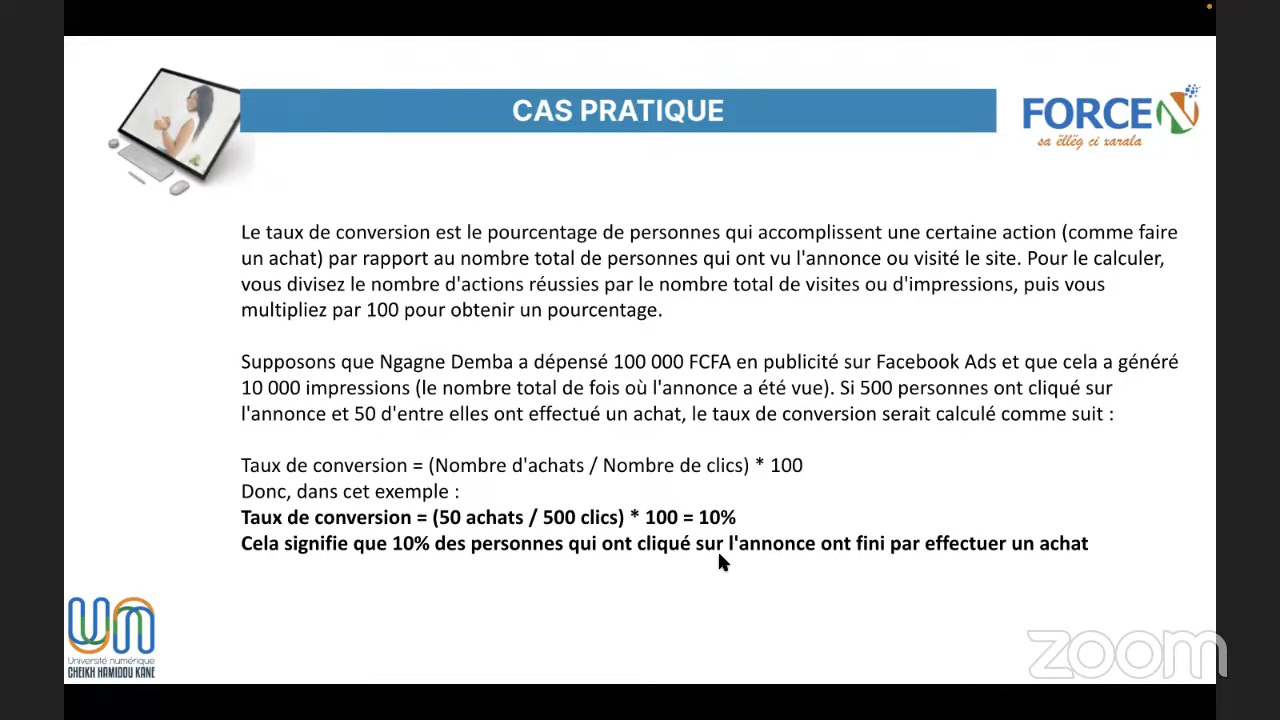 CAS PRATIQUE
FORCEN
sa ëllëg ci xarala
Le taux de conversion est le pourcentage de personnes qui accomplissent une certaine action (comme faire
un achat) par rapport au nombre total de personnes qui ont vu l'annonce ou visité le site. Pour le calculer,
vous divisez le nombre d'actions réussies par le nombre total de visites ou d'impressions, puis vous
multipliez par 100 pour obtenir un pourcentage.
Supposons que Ngagne Demba a dépensé 100 000 FCFA en publicité sur Facebook Ads et que cela a généré
10 000 impressions (le nombre total de fois où l'annonce a été vue). Si 500 personnes ont cliqué sur
l'annonce et 50 d'entre elles ont effectué un achat, le taux de conversion serait calculé comme suit :
Taux de conversion = (Nombre d'achats / Nombre de clics) * 100
Donc, dans cet exemple :
Taux de conversion = (50 achats / 500 clics) * 100 = 10%
Cela signifie que 10% des personnes qui ont cliqué sur l'annonce ont fini par effectuer un achat
Université numérique
CHEIKH HAMIDOU KANE
zoom